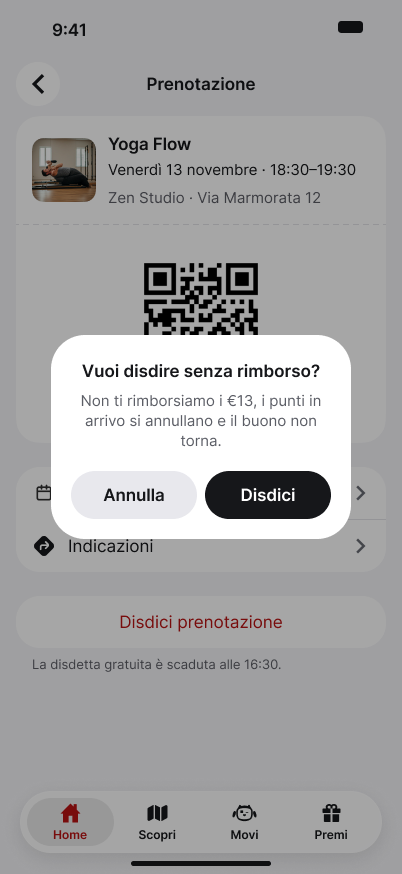 9:41
Prenotazione
Yoga Flow
Venerdì 13 novembre · 18:30–19:30
Zen Studio · Via Marmorata 12
Vuoi disdire senza rimborso?
Non ti rimborsiamo i €13, i punti in
arrivo si annullano e il buono non
torna.
Annulla
Disdici
Indicazioni
Disdici prenotazione
La disdetta gratuita è scaduta alle 16:30.
Home
Scopri
Movi
Premi